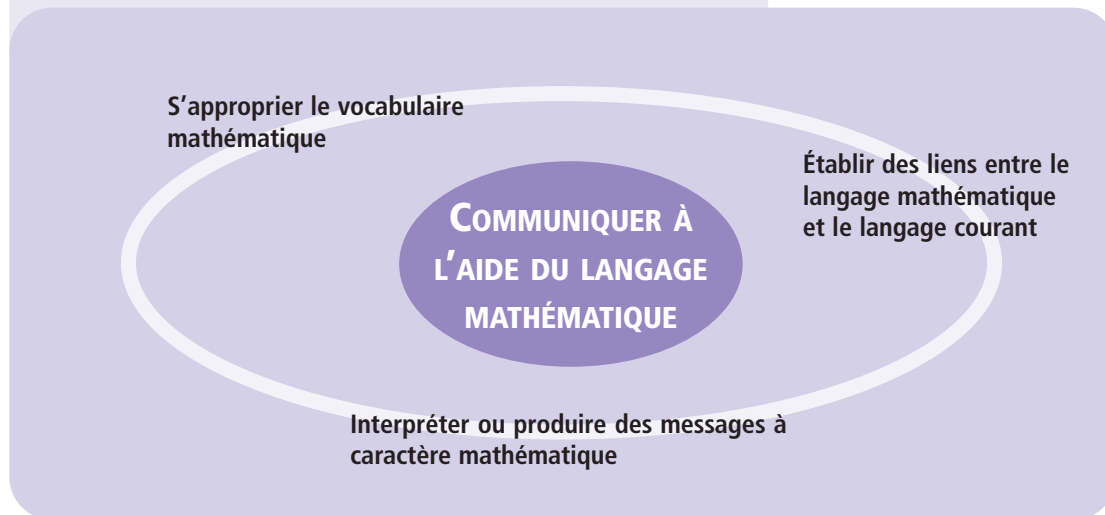 S'approprier le vocabulaire
mathématique
Établir des liens entre le
langage mathématique
et le langage courant
COMMUNIQUER À
L'AIDE DU LANGAGE
MATHÉMATIQUE
Interpréter ou produire des messages à
caractère mathématique